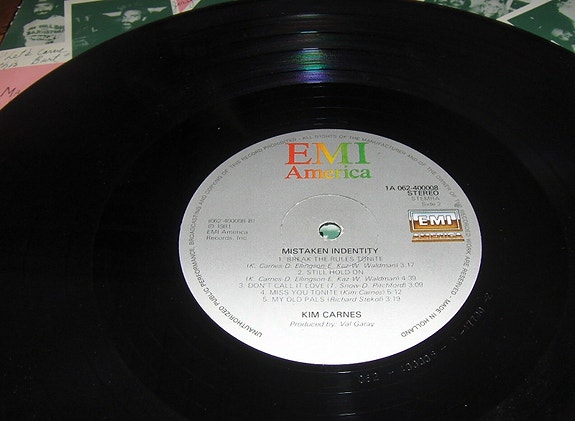 EMI
America
UNAUTHORIZED PUBLIC PERFORMANCE, BROADCASTING AND COPYING OF THIS RECORD PROHIBITED - ALL RIGHTS OF THE MANUFACTURER AND OF THE OWNER OF THE RECORDED WORK ARE RESERVED - MADE IN HOLLAND
1A 062-400008
STEREO
STEMRA
Side 2
℗ 1981
EMI America
Records, Inc.
EMI
MISTAKEN INDENTITY
1. BREAK THE RULES TONITE
(K. Carnes-D. Ellingson-E. Kaz-W. Waldman) 3.17
2. STILL HOLD ON
(K. Carnes-D. Ellingson-E. Kaz-W. Waldman)
3. DON'T CALL IT LOVE (T. Snow-D. Pitchford) 3.09
4. MISS YOU TONITE (Kim Carnes) 5.12
5. MY OLD PALS (Richard Stekol) 3.19
KIM CARNES
Produced by: Val Garay